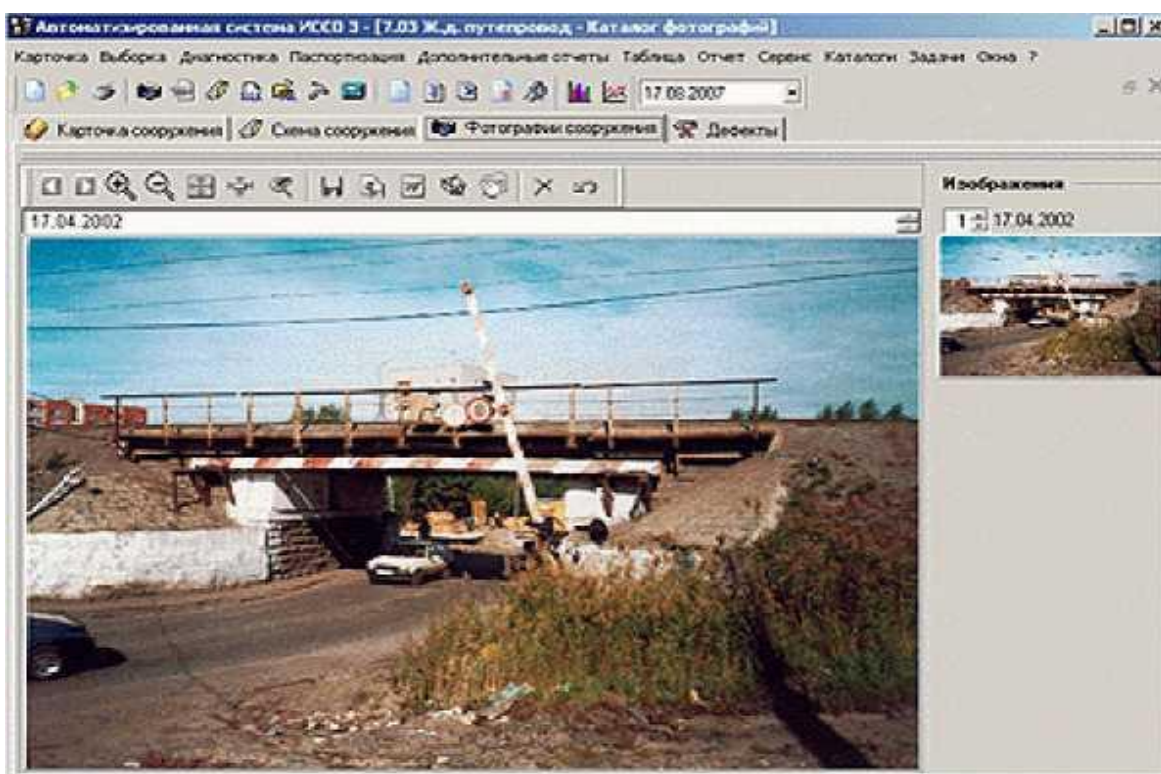 Автоматизированная система ИССО 3 - [7.03 Ж.д. путепровод - Каталог фотографий]
Карточка Выборка Диагностика Паспортизация Дополнительные отчеты Таблица Отчет Сервис Каталоги Задачи Окна ?
17.08.2007
Карточка сооружения Схема сооружения Фотографии сооружения Дефекты
Изображения
17.04.2002
1 17.04.2002